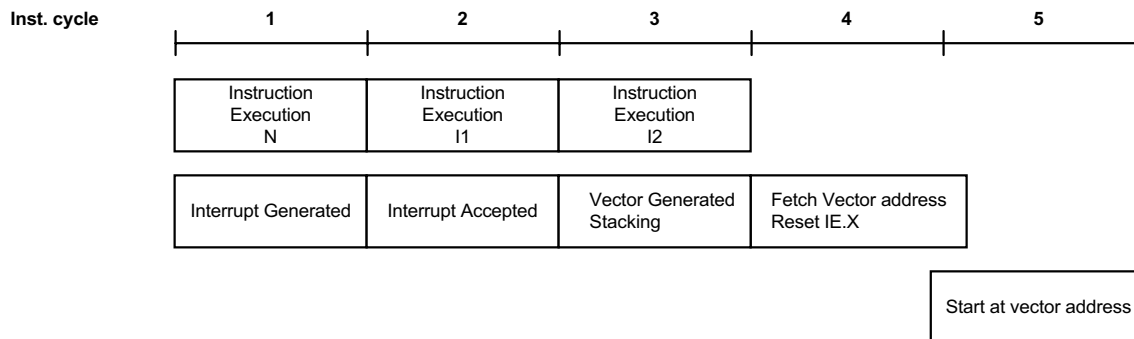 Inst. cycle 1 2 3 4 5
Instruction
Execution
N
Instruction
Execution
I1
Instruction
Execution
I2
Interrupt Generated
Interrupt Accepted
Vector Generated
Stacking
Fetch Vector address
Reset IE.X
Start at vector address